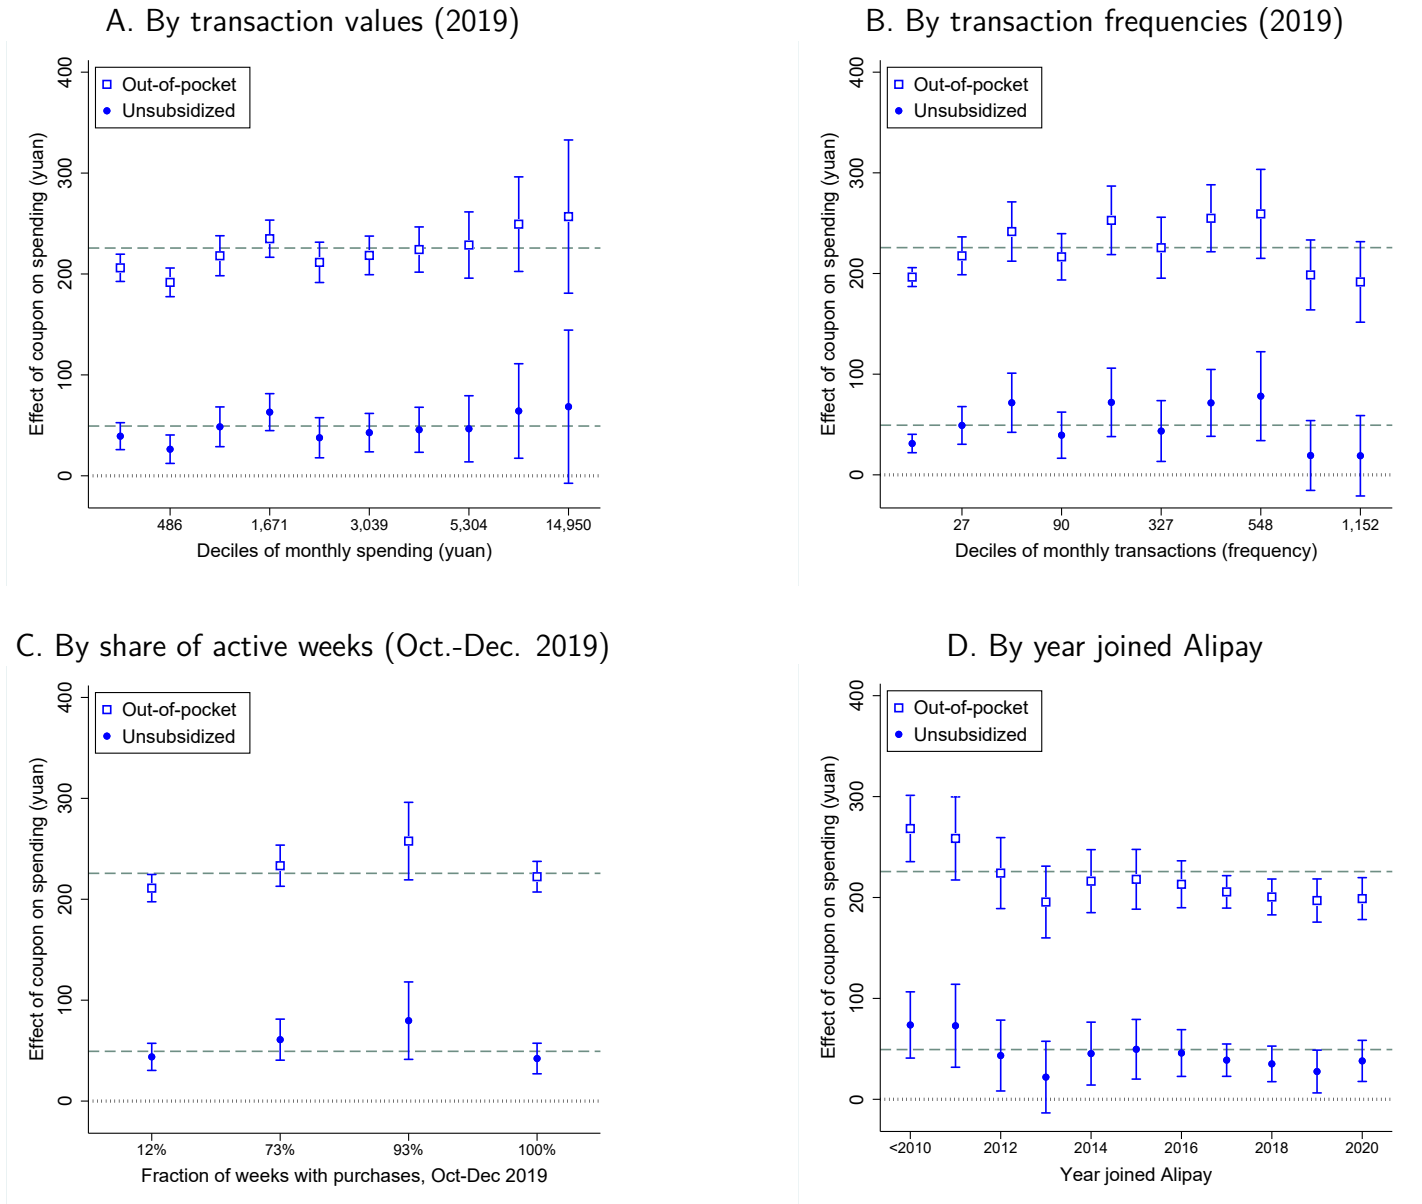 A. By transaction values (2019)
400
300
200
100
0
Effect of coupon on spending (yuan)
Out-of-pocket
Unsubsidized
486
1,671
3,039
5,304
14,950
Deciles of monthly spending (yuan)
B. By transaction frequencies (2019)
400
300
200
100
0
Effect of coupon on spending (yuan)
Out-of-pocket
Unsubsidized
27
90
327
548
1,152
Deciles of monthly transactions (frequency)
C. By share of active weeks (Oct.-Dec. 2019)
400
300
200
100
0
Effect of coupon on spending (yuan)
Out-of-pocket
Unsubsidized
12%
73%
93%
100%
Fraction of weeks with purchases, Oct-Dec 2019
D. By year joined Alipay
400
300
200
100
0
Effect of coupon on spending (yuan)
Out-of-pocket
Unsubsidized
<2010
2012
2014
2016
2018
2020
Year joined Alipay